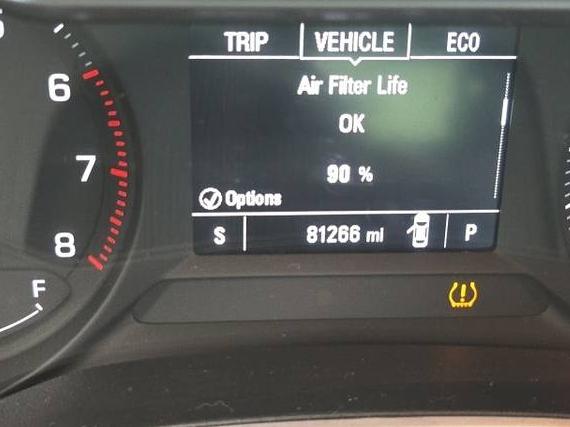 TRIP VEHICLE ECO
Air Filter Life
OK
90 %
Options
S 81266 mi P
6
7
8
F